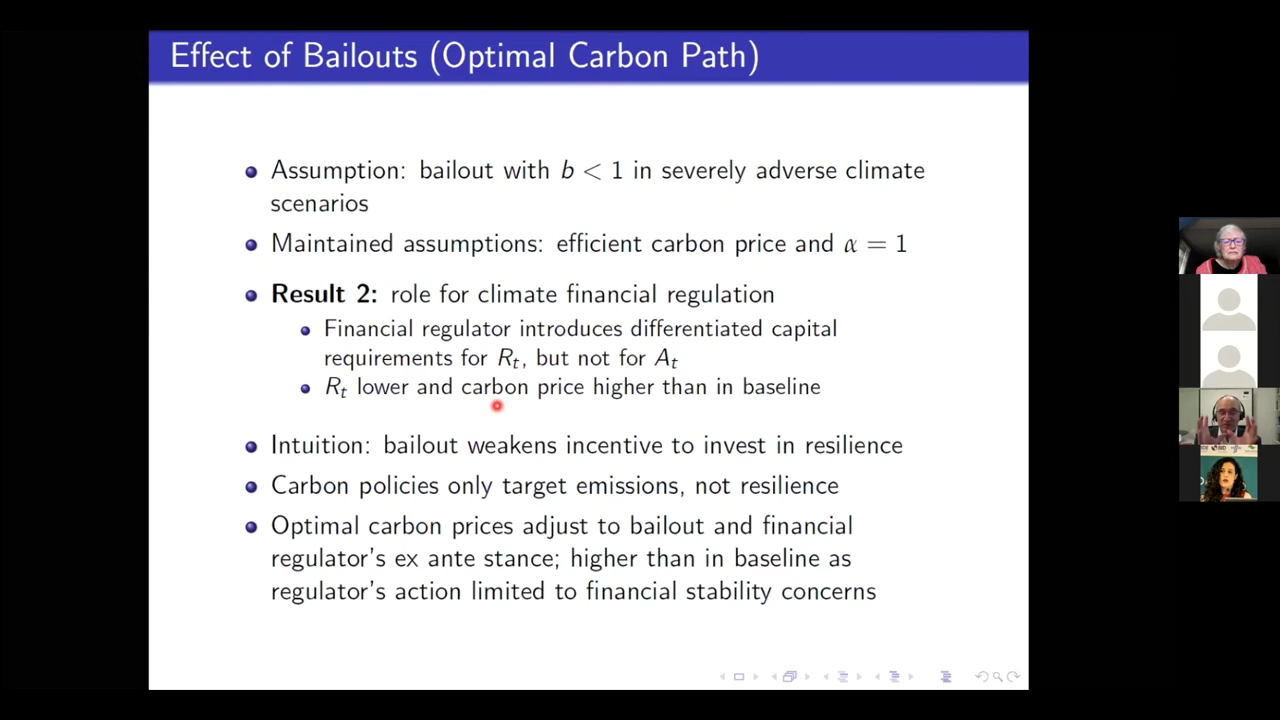 Effect of Bailouts (Optimal Carbon Path)
Assumption: bailout with b < 1 in severely adverse climate
scenarios
Maintained assumptions: efficient carbon price and α = 1
Result 2: role for climate financial regulation
Financial regulator introduces differentiated capital
requirements for Rₜ, but not for Aₜ
Rₜ lower and carbon price higher than in baseline
Intuition: bailout weakens incentive to invest in resilience
Carbon policies only target emissions, not resilience
Optimal carbon prices adjust to bailout and financial
regulator's ex ante stance; higher than in baseline as
regulator's action limited to financial stability concerns